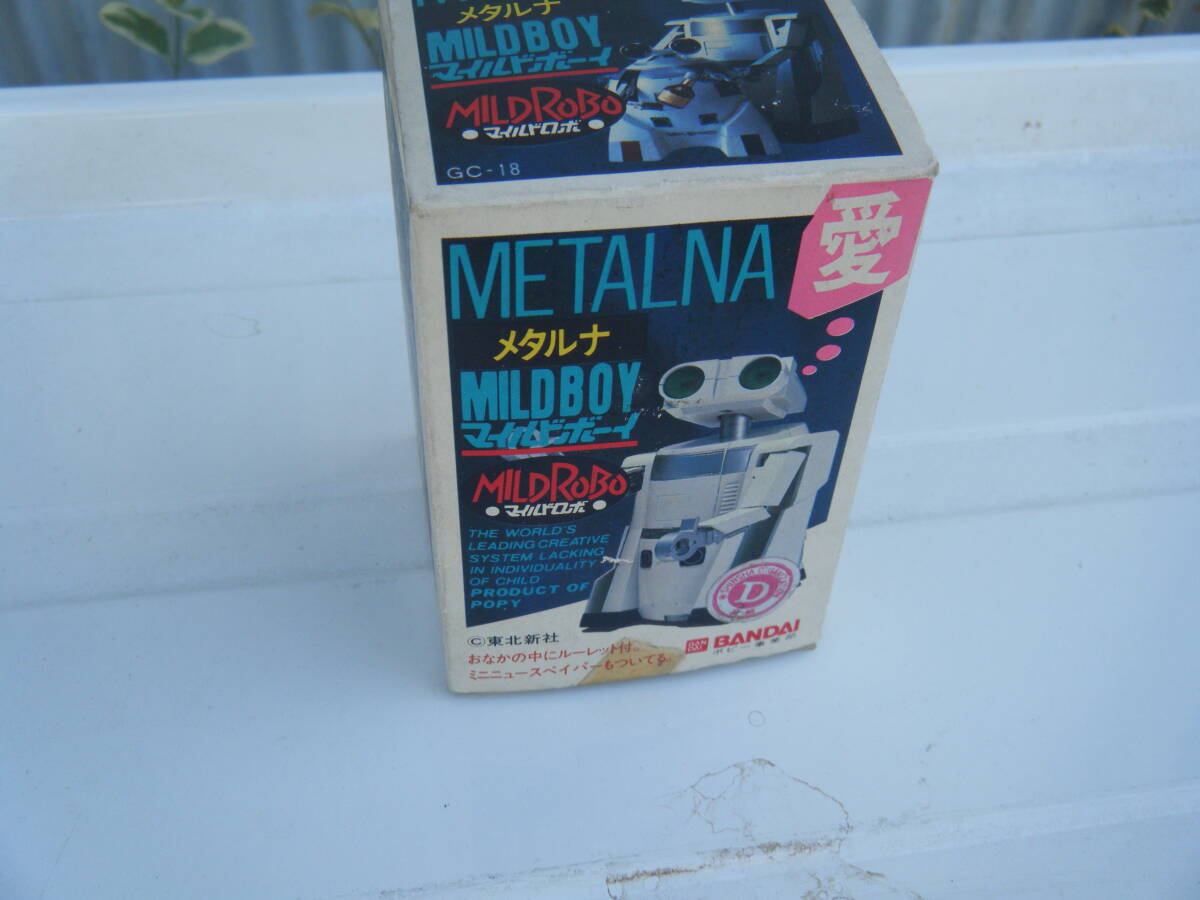 メタルナ
MILDBOY
マイルドボーイ
MILDROBO
マイルドロボ
GC-18
愛
METALNA
メタルナ
MILDBOY
マイルドボーイ
MILDROBO
マイルドロボ
THE WORLD'S
LEADING CREATIVE
SYSTEM LACKING
IN INDIVIDUALITY
OF CHILD
PRODUCT OF
POPY
D
©東北新社
BAN
DAI
BANDAI
ポピー事業部
おなかの中にルーレット付。
ミニニュースペイパーもついてる。